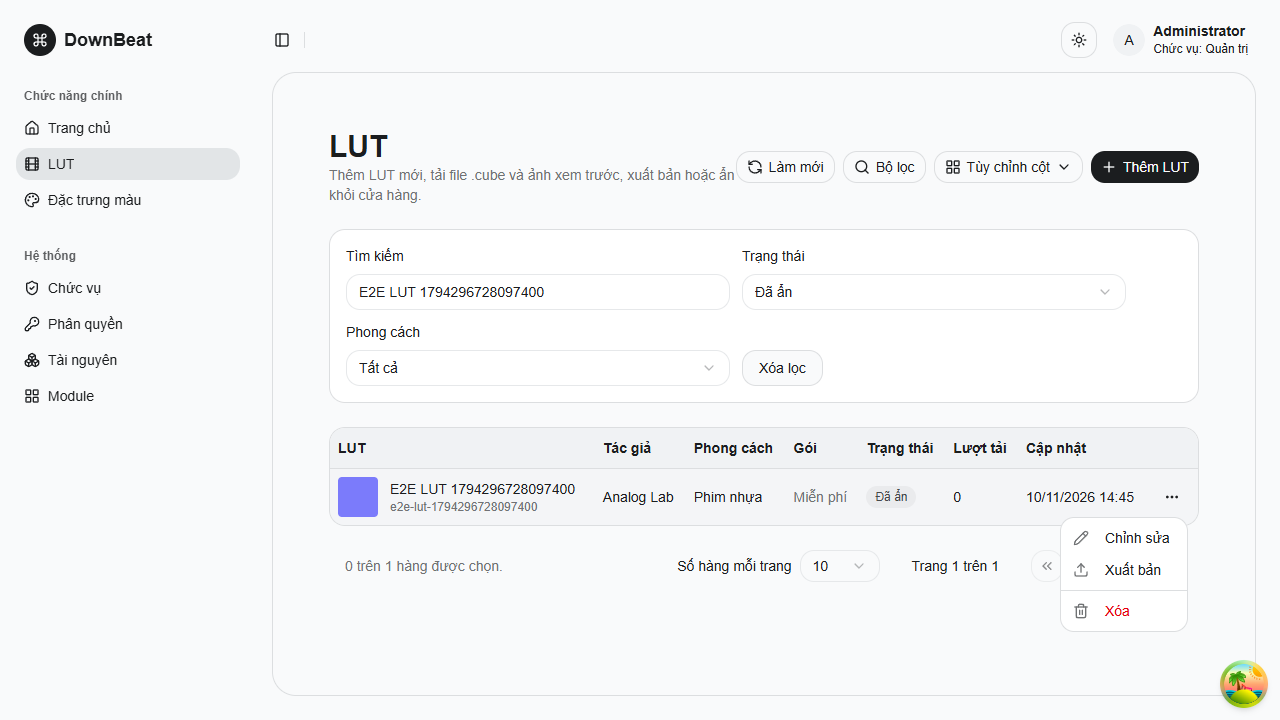 DownBeat
Administrator
A
Chức vụ: Quản trị
Chức năng chính
Trang chủ
LUT
Đặc trưng màu
Hệ thống
Chức vụ
Phân quyền
Tài nguyên
Module
LUT
Thêm LUT mới, tải file .cube và ảnh xem trước, xuất bản hoặc ẩn
khỏi cửa hàng.
Làm mới
Bộ lọc
Tùy chỉnh cột
Thêm LUT
Tìm kiếm
Trạng thái
E2E LUT 1794296728097400
Đã ẩn
Phong cách
Tất cả
Xóa lọc
LUT Tác giả Phong cách Gói Trạng thái Lượt tải Cập nhật
E2E LUT 1794296728097400
e2e-lut-1794296728097400
Analog Lab Phim nhựa Miễn phí Đã ẩn 0 10/11/2026 14:45
Chỉnh sửa
Xuất bản
Xóa
0 trên 1 hàng được chọn.
Số hàng mỗi trang 10
Trang 1 trên 1